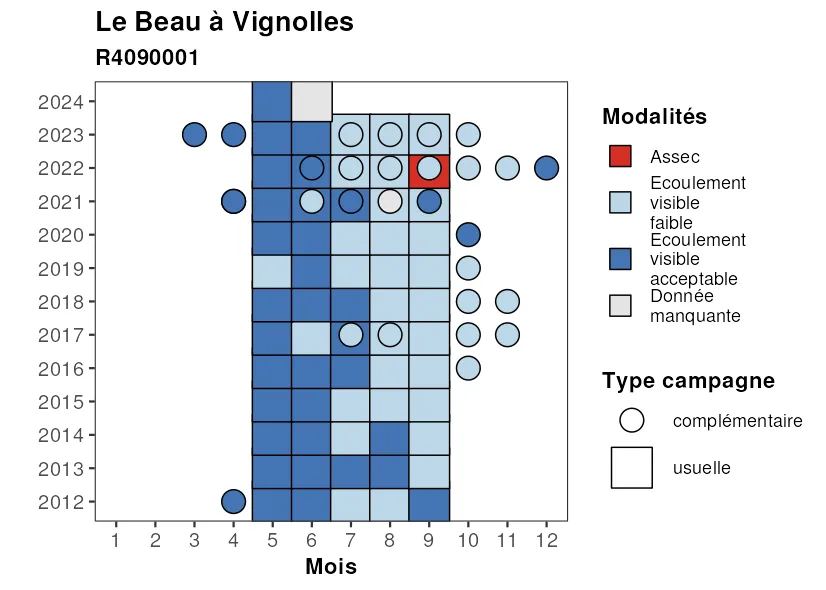 Le Beau à Vignolles
R4090001
2024
2023
2022
2021
2020
2019
2018
2017
2016
2015
2014
2013
2012
1 2 3 4 5 6 7 8 9 10 11 12
Mois
Modalités
Assec
Ecoulement
visible
faible
Ecoulement
visible
acceptable
Donnée
manquante
Type campagne
complémentaire
usuelle